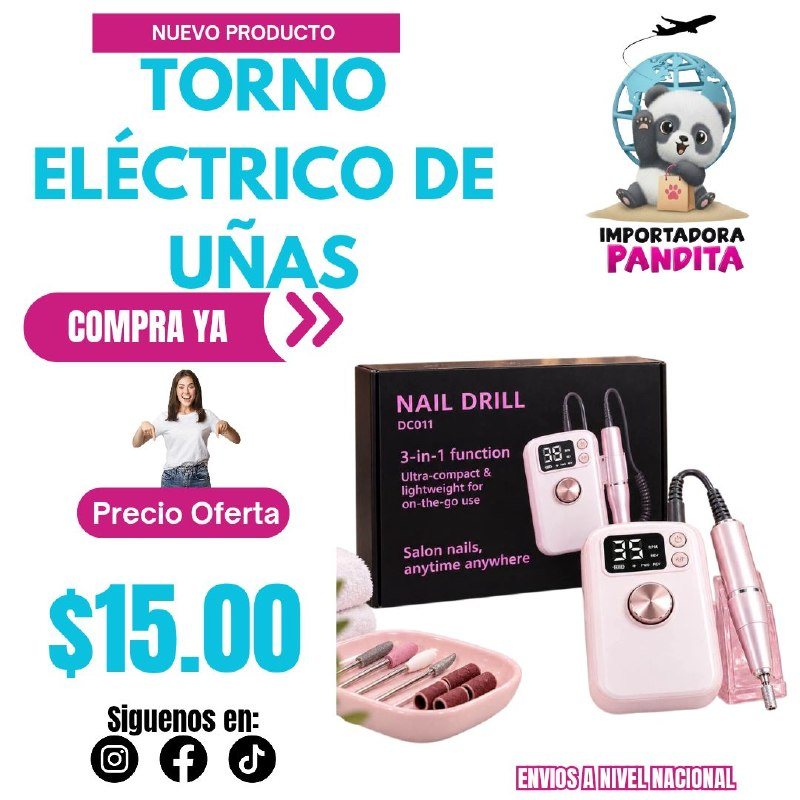 NUEVO PRODUCTO
TORNO
ELÉCTRICO DE
UÑAS
COMPRA YA
IMPORTADORA
PANDITA
NAIL DRILL
DC011
3-in-1 function
Ultra-compact &
lightweight for
on-the-go use
Salon nails,
anytime anywhere
35
Precio Oferta
$15.00
Siguenos en:
ENVIOS A NIVEL NACIONAL